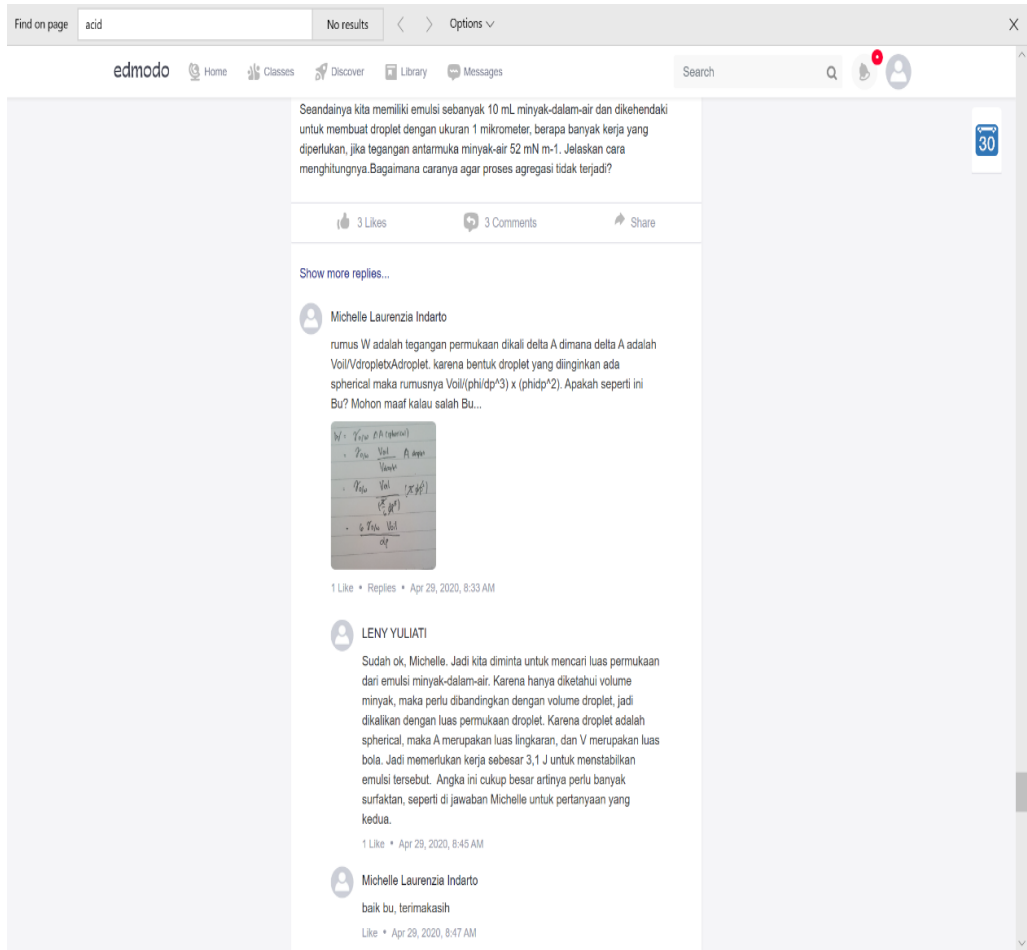 Find on page acid No results Options
edmodo Home Classes Discover Library Messages Search
30
Seandainya kita memiliki emulsi sebanyak 10 mL minyak-dalam-air dan dikehendaki
untuk membuat droplet dengan ukuran 1 mikrometer, berapa banyak kerja yang
diperlukan, jika tegangan antarmuka minyak-air 52 mN m-1. Jelaskan cara
menghitungnya.Bagaimana caranya agar proses agregasi tidak terjadi?
3 Likes 3 Comments Share
Show more replies...
Michelle Laurenzia Indarto
rumus W adalah tegangan permukaan dikali delta A dimana delta A adalah
Voil/VdropletxAdroplet. karena bentuk droplet yang diinginkan ada
spherical maka rumusnya Voil/(phi/dp^3) x (phidp^2). Apakah seperti ini
Bu? Mohon maaf kalau salah Bu...
1 Like • Replies • Apr 29, 2020, 8:33 AM
LENY YULIATI
Sudah ok, Michelle. Jadi kita diminta untuk mencari luas permukaan
dari emulsi minyak-dalam-air. Karena hanya diketahui volume
minyak, maka perlu dibandingkan dengan volume droplet, jadi
dikalikan dengan luas permukaan droplet. Karena droplet adalah
spherical, maka A merupakan luas lingkaran, dan V merupakan luas
bola. Jadi memerlukan kerja sebesar 3,1 J untuk menstabilkan
emulsi tersebut. Angka ini cukup besar artinya perlu banyak
surfaktan, seperti di jawaban Michelle untuk pertanyaan yang
kedua.
1 Like • Apr 29, 2020, 8:45 AM
Michelle Laurenzia Indarto
baik bu, terimakasih
Like • Apr 29, 2020, 8:47 AM